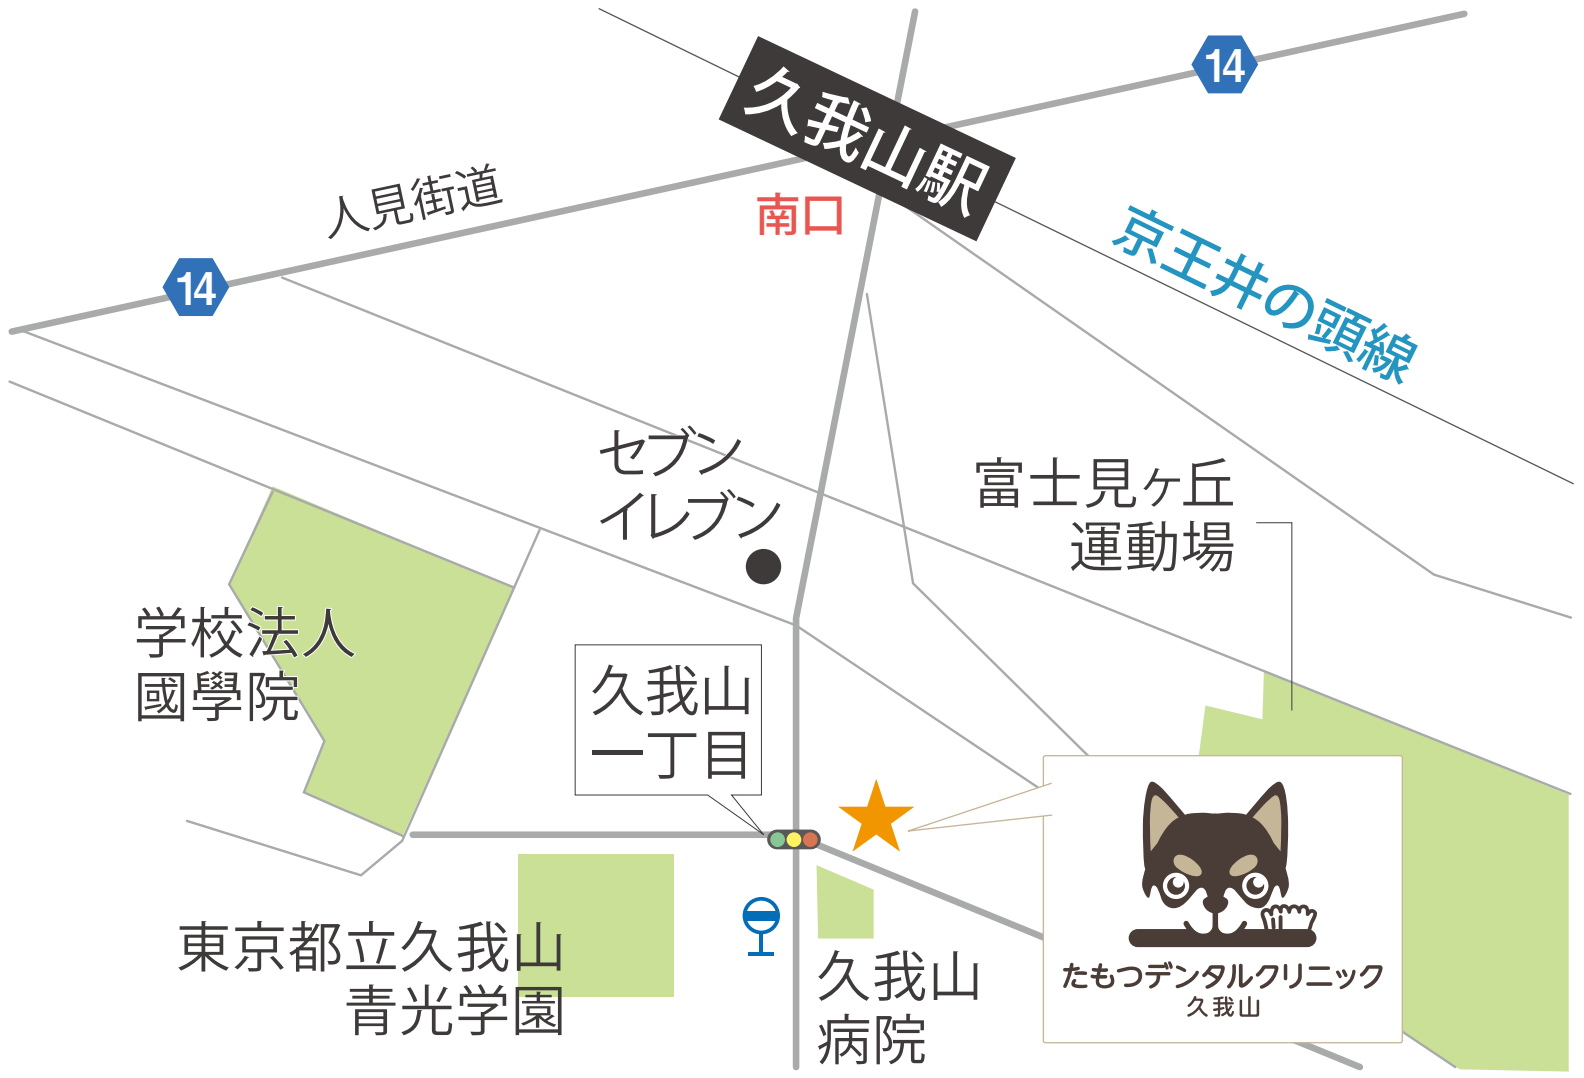 14
久我山駅
人見街道
南口
京王井の頭線
14
セブン
イレブン
富士見ヶ丘
運動場
学校法人
國學院
久我山
一丁目
東京都立久我山
青光学園
久我山
病院
たもつデンタルクリニック
久我山